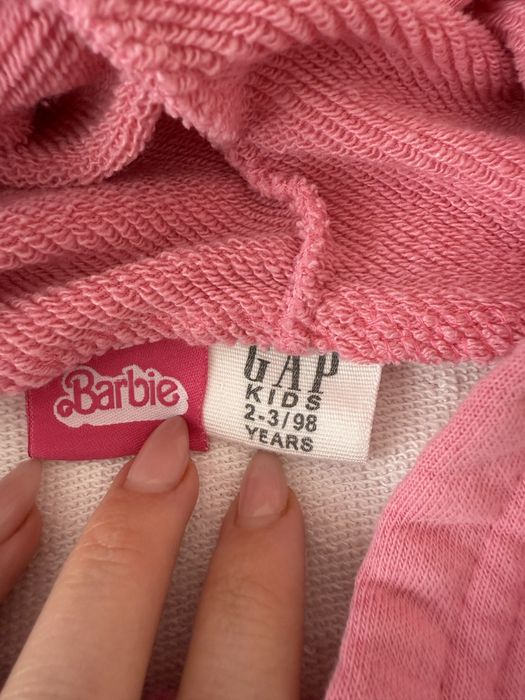 Barbie
GAP
KIDS
2-3/98
YEARS